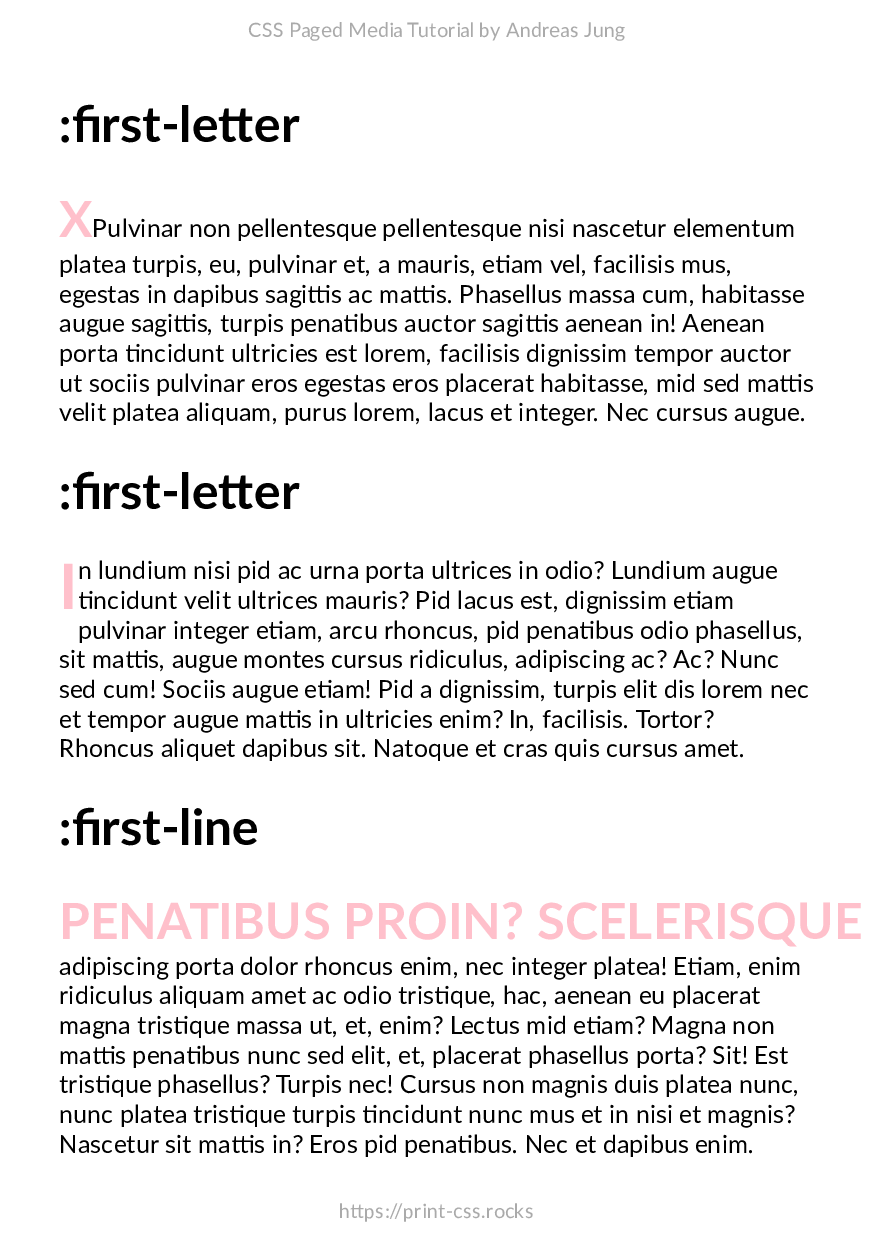 CSS Paged Media Tutorial by Andreas Jung
:first-letter
XPulvinar non pellentesque pellentesque nisi nascetur elementum
platea turpis, eu, pulvinar et, a mauris, etiam vel, facilisis mus,
egestas in dapibus sagittis ac mattis. Phasellus massa cum, habitasse
augue sagittis, turpis penatibus auctor sagittis aenean in! Aenean
porta tincidunt ultricies est lorem, facilisis dignissim tempor auctor
ut sociis pulvinar eros egestas eros placerat habitasse, mid sed mattis
velit platea aliquam, purus lorem, lacus et integer. Nec cursus augue.
:first-letter
In lundium nisi pid ac urna porta ultrices in odio? Lundium augue
tincidunt velit ultrices mauris? Pid lacus est, dignissim etiam
pulvinar integer etiam, arcu rhoncus, pid penatibus odio phasellus,
sit mattis, augue montes cursus ridiculus, adipiscing ac? Ac? Nunc
sed cum! Sociis augue etiam! Pid a dignissim, turpis elit dis lorem nec
et tempor augue mattis in ultricies enim? In, facilisis. Tortor?
Rhoncus aliquet dapibus sit. Natoque et cras quis cursus amet.
:first-line
PENATIBUS PROIN? SCELERISQUE
adipiscing porta dolor rhoncus enim, nec integer platea! Etiam, enim
ridiculus aliquam amet ac odio tristique, hac, aenean eu placerat
magna tristique massa ut, et, enim? Lectus mid etiam? Magna non
mattis penatibus nunc sed elit, et, placerat phasellus porta? Sit! Est
tristique phasellus? Turpis nec! Cursus non magnis duis platea nunc,
nunc platea tristique turpis tincidunt nunc mus et in nisi et magnis?
Nascetur sit mattis in? Eros pid penatibus. Nec et dapibus enim.
https://print-css.rocks